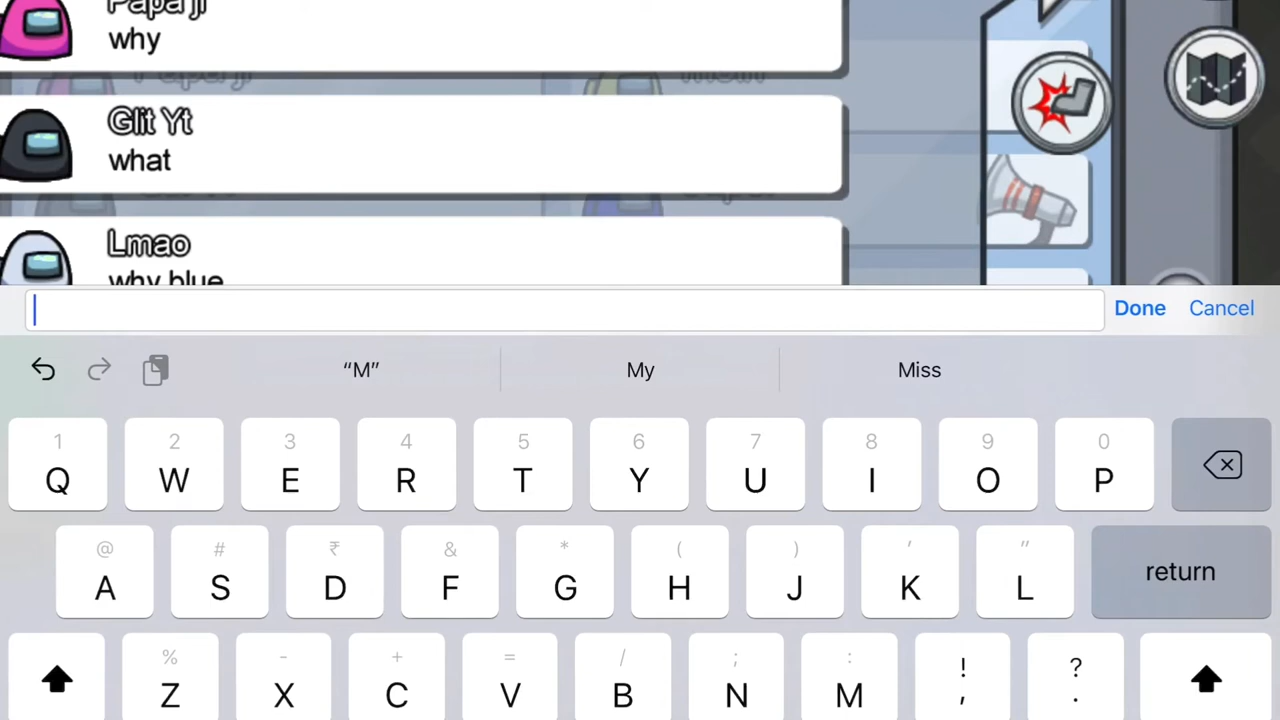 Papa ji
why
Glit Yt
what
Lmao
why blue
Done Cancel
“M” My Miss
1 2 3 4 5 6 7 8 9 0
Q W E R T Y U I O P
@ # ₹ & * ( ) ' "
A S D F G H J K L return
% - + = / ; : ! ?
Z X C V B N M , .